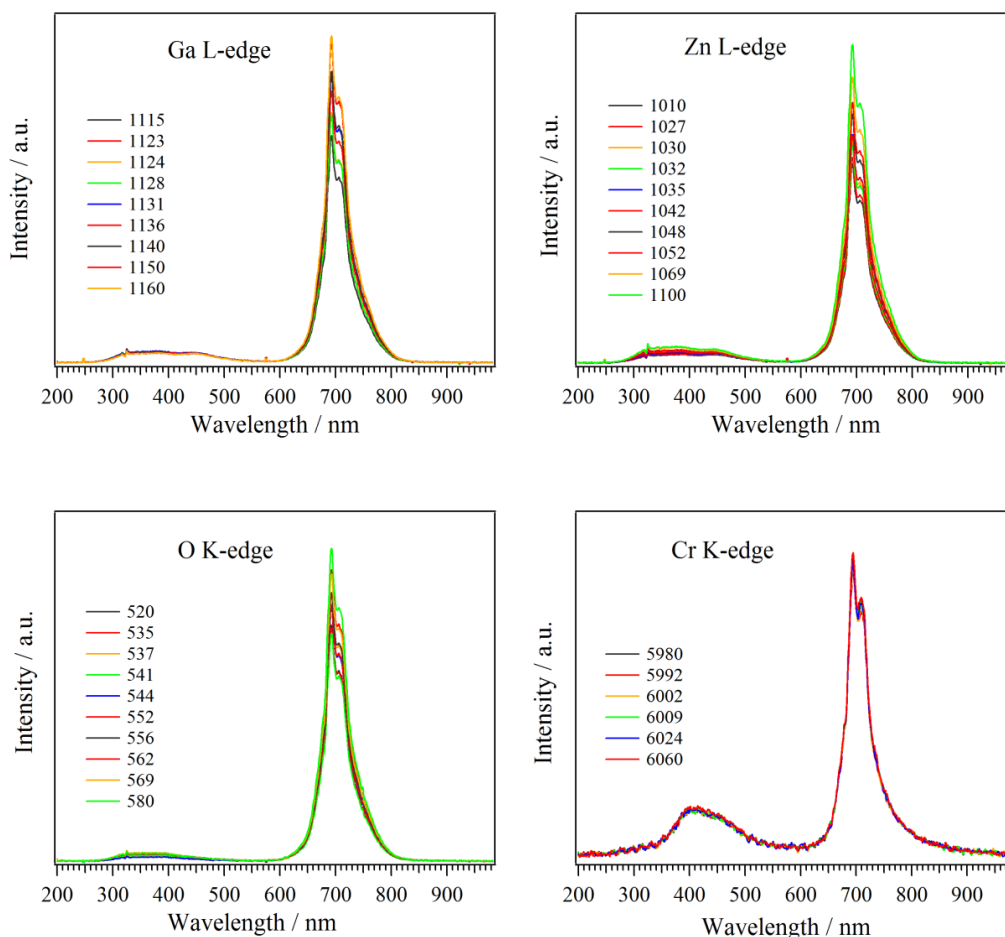 Ga L-edge
Intensity / a.u.
1115
1123
1124
1128
1131
1136
1140
1150
1160
200 300 400 500 600 700 800 900
Wavelength / nm
Zn L-edge
Intensity / a.u.
1010
1027
1030
1032
1035
1042
1048
1052
1069
1100
200 300 400 500 600 700 800 900
Wavelength / nm
O K-edge
Intensity / a.u.
520
535
537
541
544
552
556
562
569
580
200 300 400 500 600 700 800 900
Wavelength / nm
Cr K-edge
Intensity / a.u.
5980
5992
6002
6009
6024
6060
200 300 400 500 600 700 800 900
Wavelength / nm